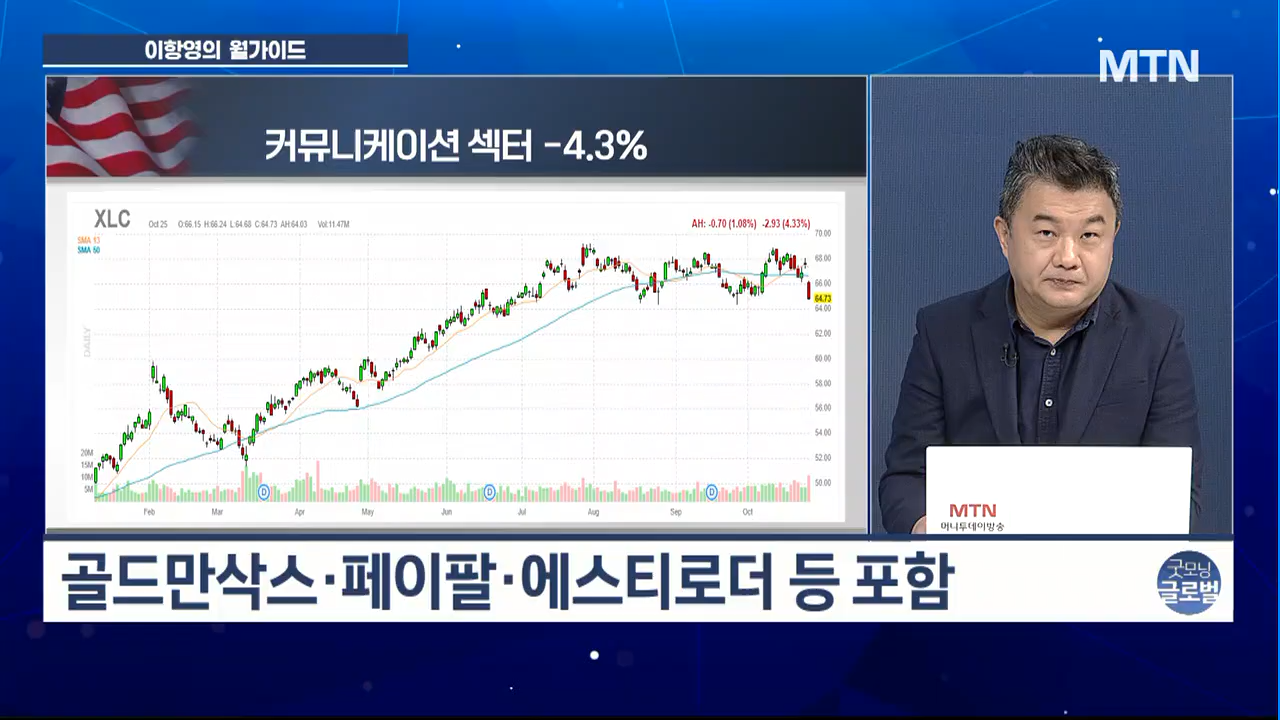 이항영의 월가이드
MTN
커뮤니케이션 섹터 -4.3%
XLC Oct 25 O:66.15 H:66.24 L:64.68 C:64.73 AH:64.03 Vol:11.47M AH: -0.70 (1.08%) -2.93 (4.33%)
SMA 13
SMA 50
DAILY
70.00
68.00
66.00
64.73
64.00
62.00
60.00
58.00
56.00
54.00
52.00
50.00
20M
15M
10M
5M
D D D
Feb Mar Apr May Jun Jul Aug Sep Oct
MTN
머니투데이방송
골드만삭스·페이팔·에스티로더 등 포함
굿모닝
글로벌